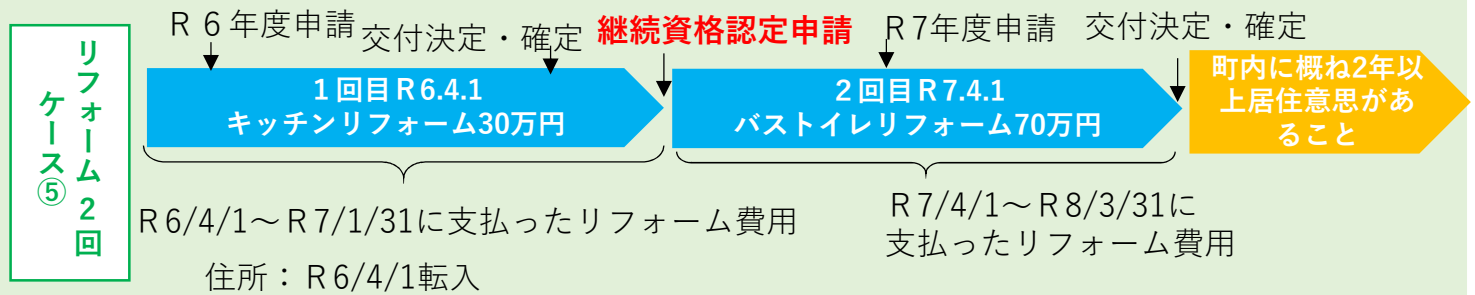 リフォーム2回
ケース⑤
R6年度申請
交付決定・確定
継続資格認定申請
R7年度申請
交付決定・確定
1回目R6.4.1
キッチンリフォーム30万円
2回目R7.4.1
バストイレリフォーム70万円
町内に概ね2年以
上居住意思があ
ること
R6/4/1～R7/1/31に支払ったリフォーム費用
R7/4/1～R8/3/31に
支払ったリフォーム費用
住所：R6/4/1転入